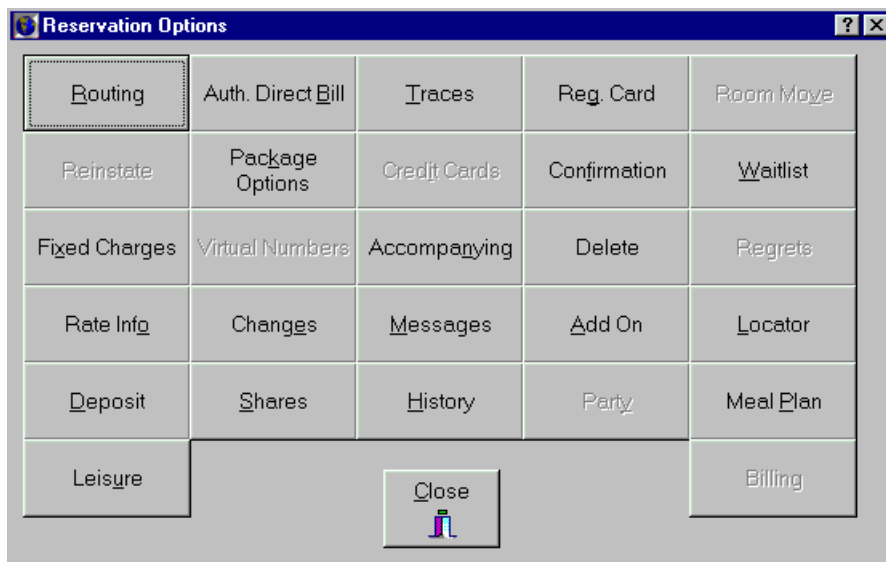 Reservation Options
Routing
Auth. Direct Bill
Traces
Reg. Card
Room Move
Reinstate
Package
Options
Credit Cards
Confirmation
Waitlist
Fixed Charges
Virtual Numbers
Accompanying
Delete
Regrets
Rate Info
Changes
Messages
Add On
Locator
Deposit
Shares
History
Party
Meal Plan
Leisure
Close
Billing